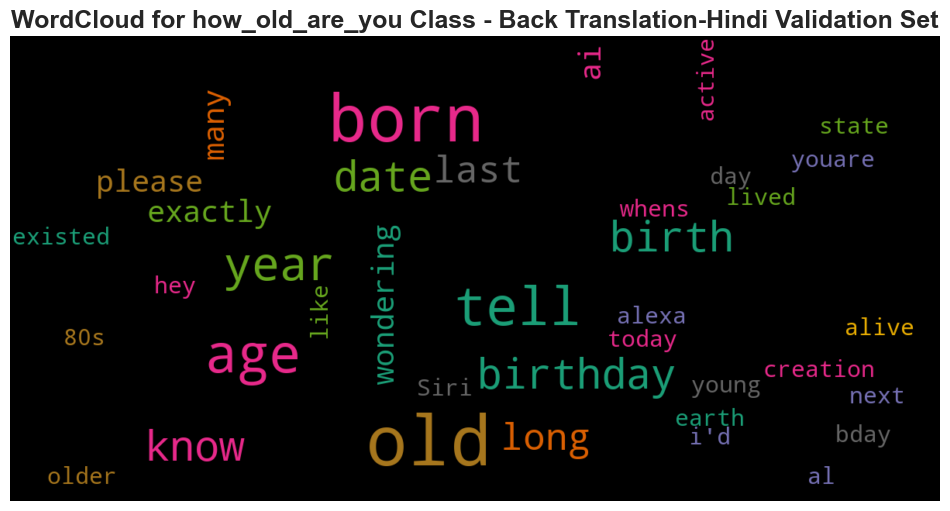 WordCloud for how_old_are_you Class - Back Translation-Hindi Validation Set
ai
active
many
born
state
youare
date
last
please
day
lived
exactly
whens
existed
birth
wondering
year
hey
like
tell
alexa
alive
80s
today
age
birthday
creation
Siri
young
next
earth
old
long
i'd
bday
know
older
al